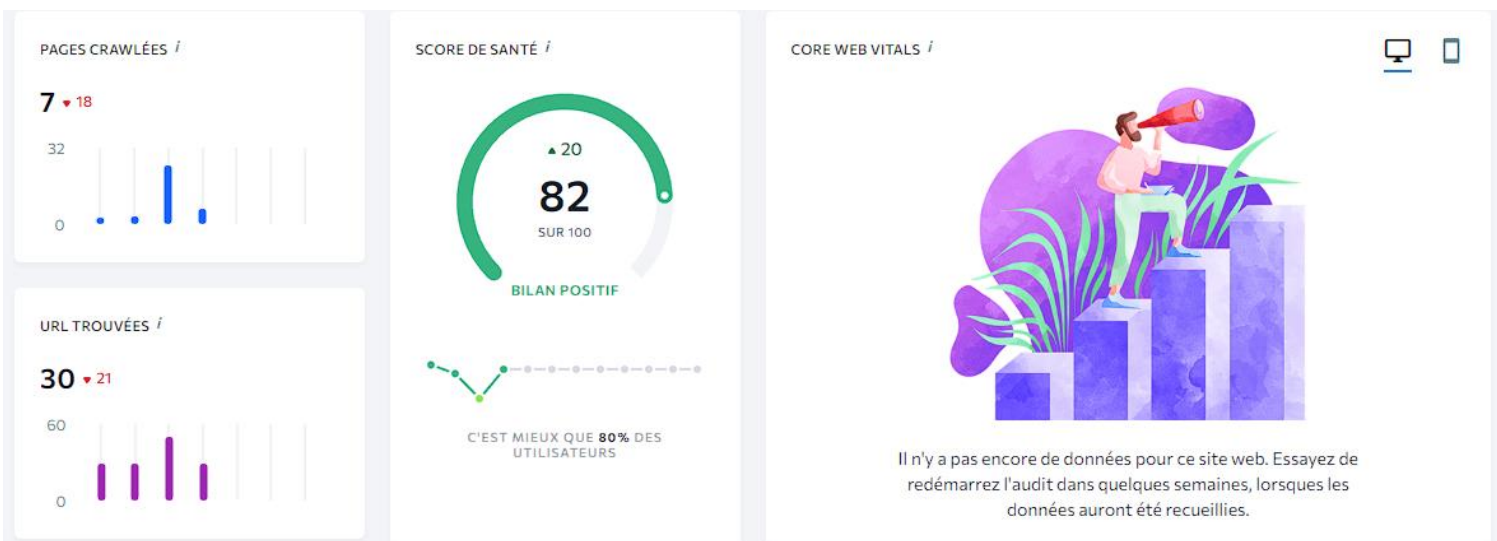 PAGES CRAWLÉES i
7 ▾ 18
32
0
URL TROUVÉES i
30 ▾ 21
60
0
SCORE DE SANTÉ i
▴ 20
82
SUR 100
BILAN POSITIF
C'EST MIEUX QUE 80% DES
UTILISATEURS
CORE WEB VITALS i
Il n'y a pas encore de données pour ce site web. Essayez de
redémarrez l'audit dans quelques semaines, lorsques les
données auront été recueillies.